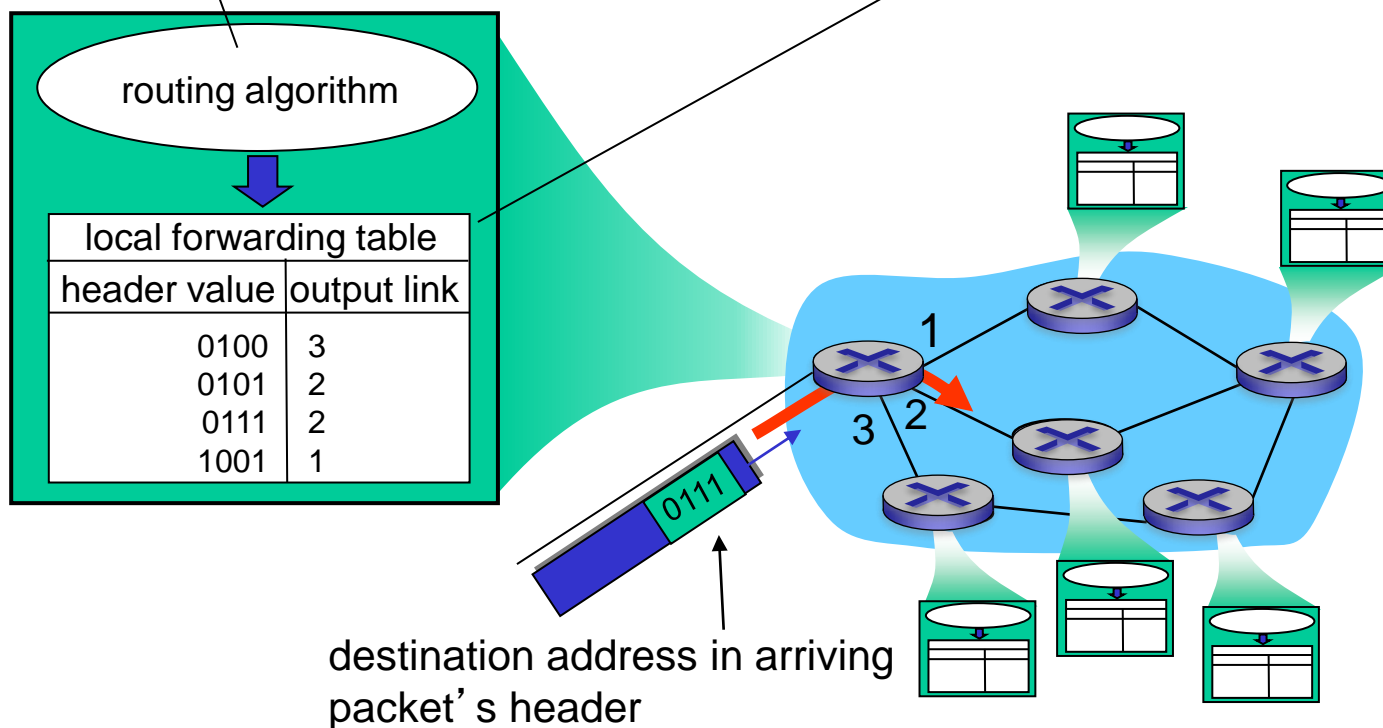 routing algorithm
local forwarding table
header value output link
0100 3
0101 2
0111 2
1001 1
1
2
3
0111
destination address in arriving
packet’ s header